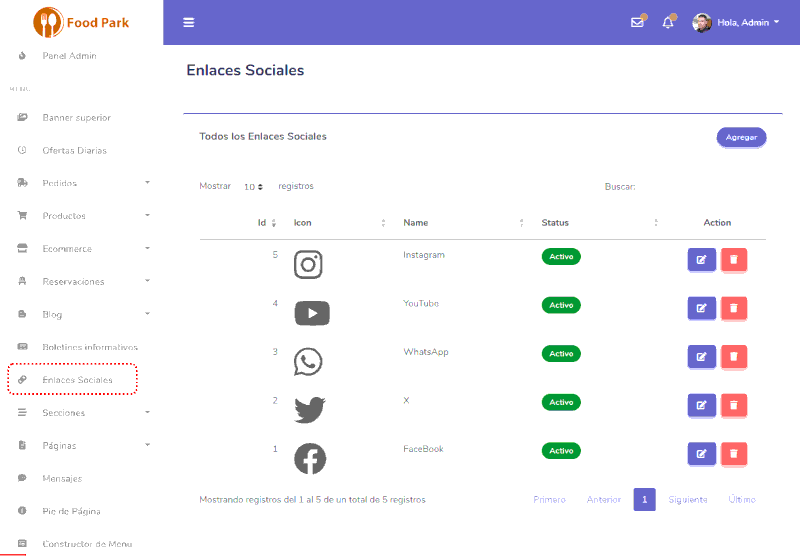 Food Park
Hola, Admin
Panel Admin
MENU
Banner superior
Ofertas Diarias
Pedidos
Productos
Ecommerce
Reservaciones
Blog
Boletines informativos
Enlaces Sociales
Secciones
Páginas
Mensajes
Pie de Página
Constructor de Menu
Enlaces Sociales
Todos los Enlaces Sociales
Agregar
Mostrar 10 registros
Buscar:
Id Icon Name Status Action
5 Instagram Activo
4 YouTube Activo
3 WhatsApp Activo
2 X Activo
1 FaceBook Activo
Mostrando registros del 1 al 5 de un total de 5 registros
Primero Anterior 1 Siguiente Último